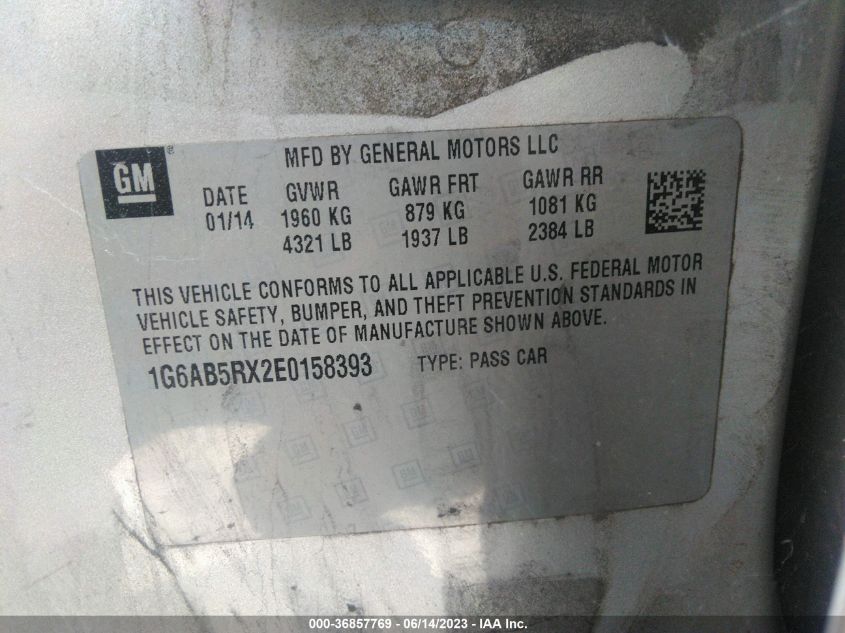 GM
®
MFD BY GENERAL MOTORS LLC
DATE GVWR GAWR FRT GAWR RR
01/14 1960 KG 879 KG 1081 KG
4321 LB 1937 LB 2384 LB
THIS VEHICLE CONFORMS TO ALL APPLICABLE U.S. FEDERAL MOTOR
VEHICLE SAFETY, BUMPER, AND THEFT PREVENTION STANDARDS IN
EFFECT ON THE DATE OF MANUFACTURE SHOWN ABOVE.
1G6AB5RX2E0158393 TYPE: PASS CAR
000-36857769 - 06/14/2023 - IAA Inc.